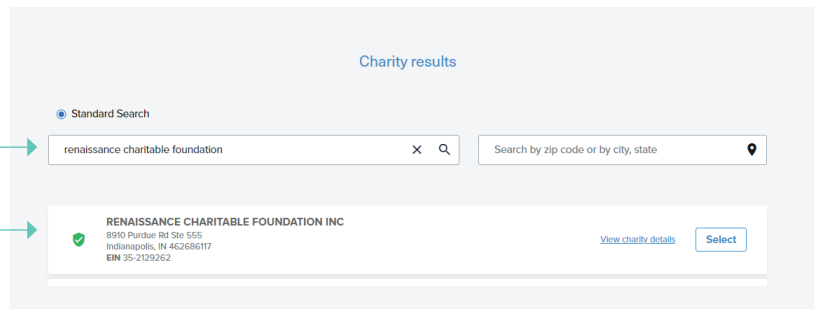 Charity results
Standard Search
renaissance charitable foundation
Search by zip code or by city, state
RENAISSANCE CHARITABLE FOUNDATION INC
8910 Purdue Rd Ste 555
Indianapolis, IN 462686117
EIN 35-2129262
View charity details
Select